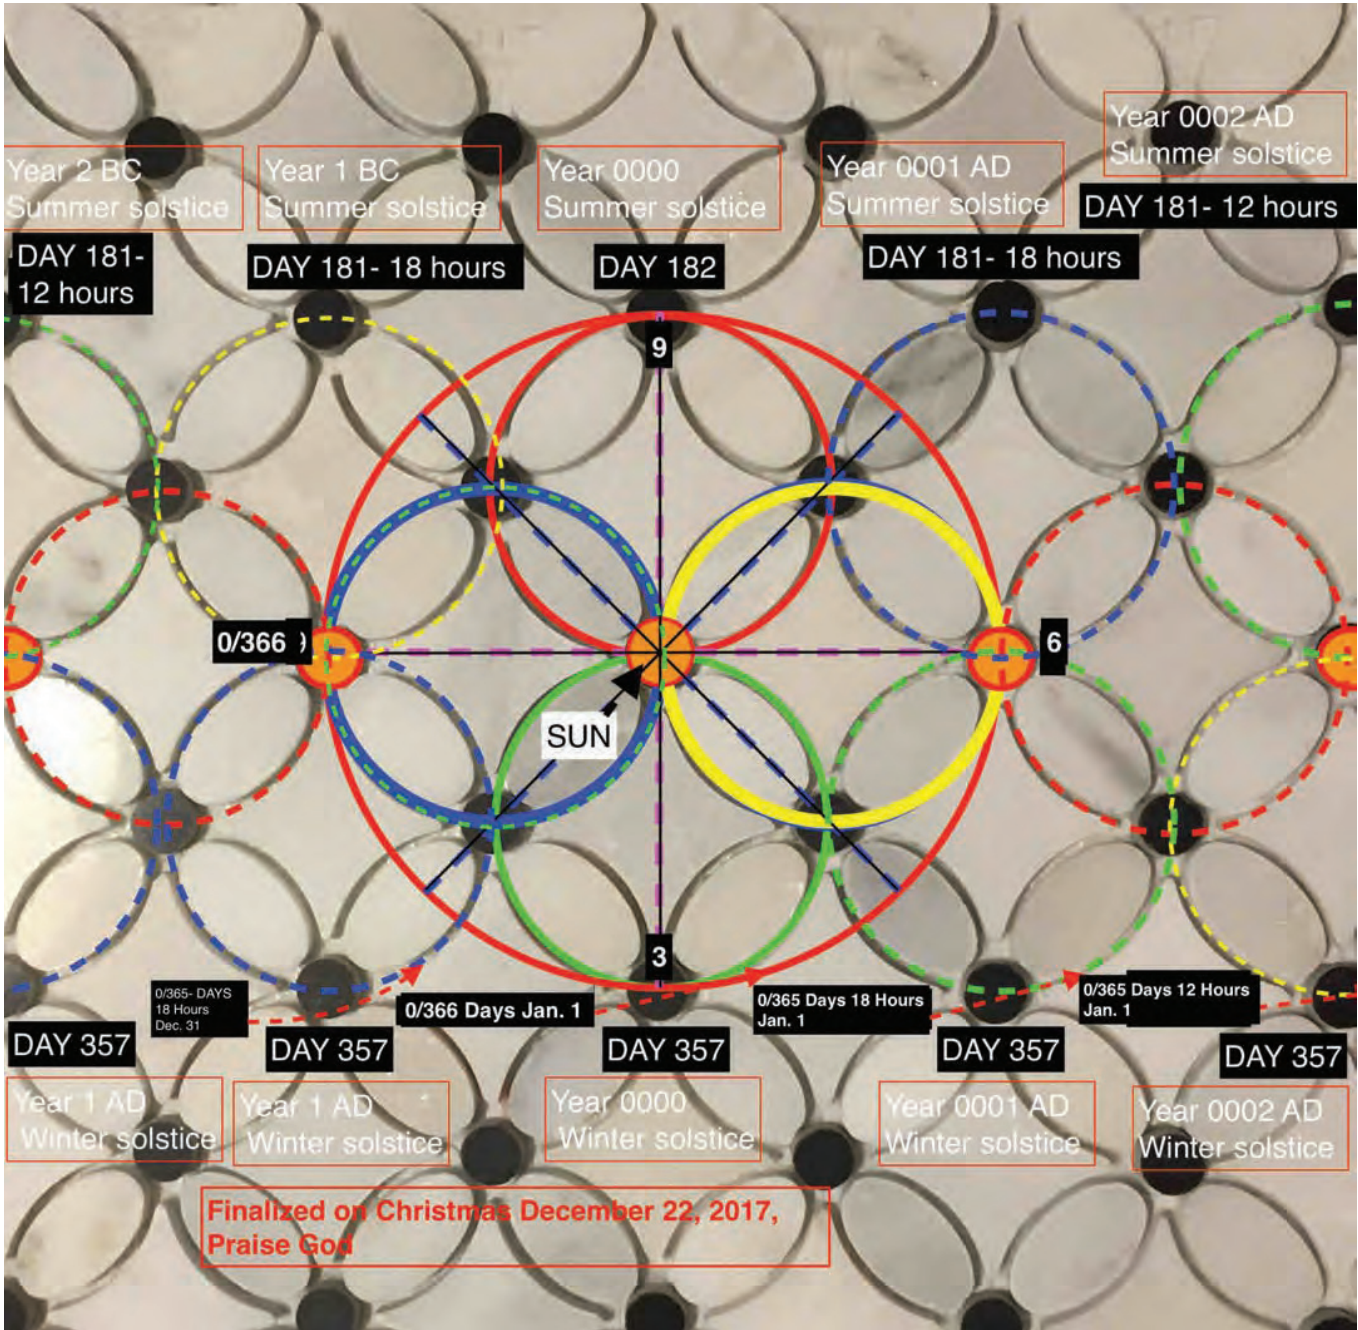 Year 0002 AD
Summer solstice
Year 2 BC
Summer solstice
Year 1 BC
Summer solstice
Year 0000
Summer solstice
Year 0001 AD
Summer solstice
DAY 181- 12 hours
DAY 181-
12 hours
DAY 181- 18 hours
DAY 182
DAY 181- 18 hours
9
0/366 9
6
SUN
3
0/365- DAYS
18 Hours
Dec. 31
0/366 Days Jan. 1
0/365 Days 18 Hours
Jan. 1
0/365 Days 12 Hours
Jan. 1
DAY 357
DAY 357
DAY 357
DAY 357
DAY 357
Year 1 AD
Winter solstice
Year 1 AD
Winter solstice
Year 0000
Winter solstice
Year 0001 AD
Winter solstice
Year 0002 AD
Winter solstice
Finalized on Christmas December 22, 2017,
Praise God